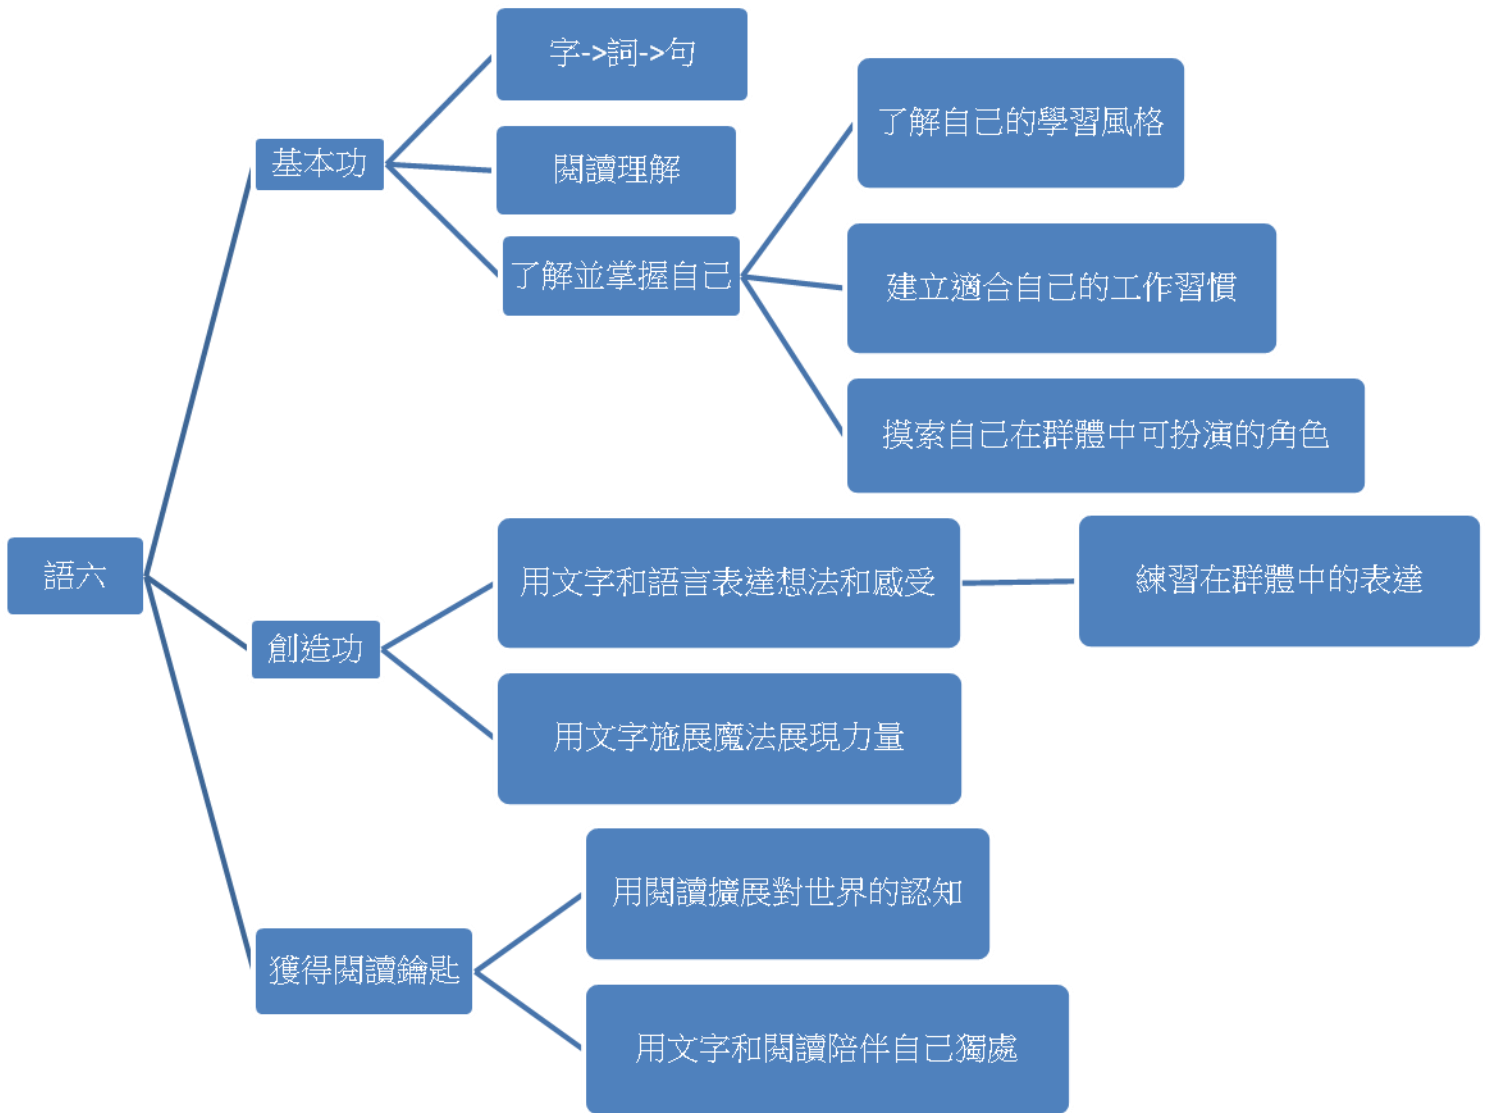 語六
基本功
字->詞->句
閱讀理解
了解並掌握自己
了解自己的學習風格
建立適合自己的工作習慣
摸索自己在群體中可扮演的角色
創造功
用文字和語言表達想法和感受
練習在群體中的表達
用文字施展魔法展現力量
獲得閱讀鑰匙
用閱讀擴展對世界的認知
用文字和閱讀陪伴自己獨處